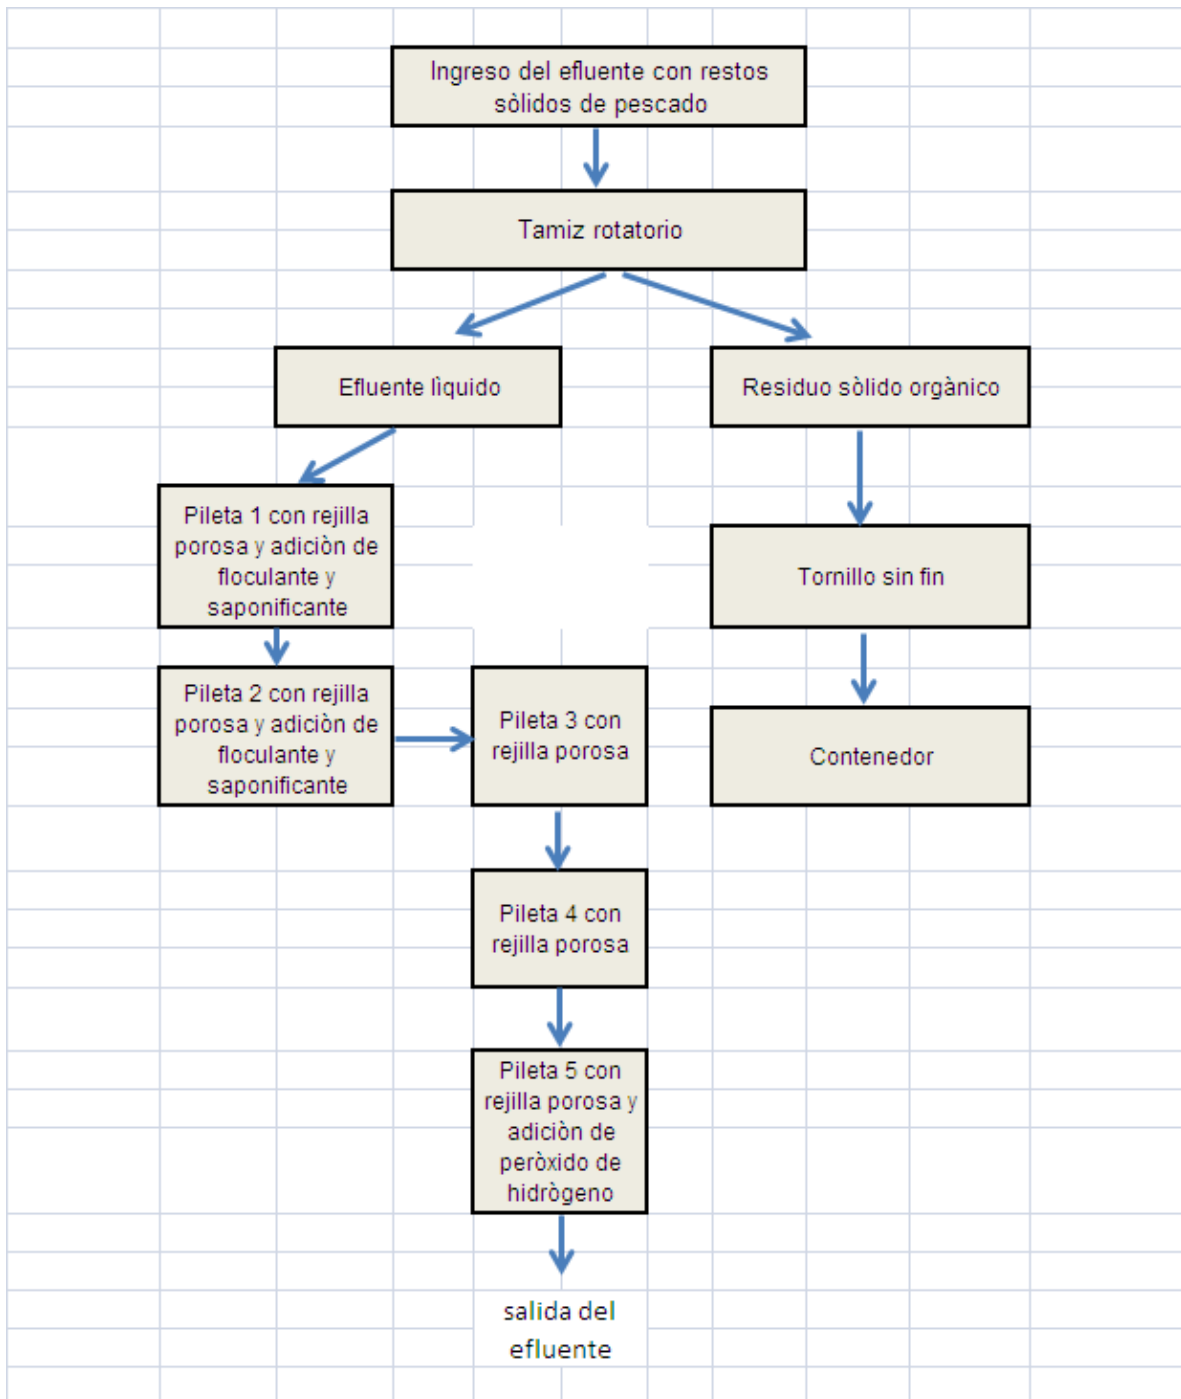 Ingreso del efluente con restos
sòlidos de pescado
Tamiz rotatorio
Efluente lìquido
Residuo sòlido orgànico
Pileta 1 con rejilla
porosa y adiciòn de
floculante y
saponificante
Tornillo sin fin
Pileta 2 con rejilla
porosa y adiciòn de
floculante y
saponificante
Pileta 3 con
rejilla porosa
Contenedor
Pileta 4 con
rejilla porosa
Pileta 5 con
rejilla porosa y
adiciòn de
peròxido de
hidrògeno
salida del
efluente